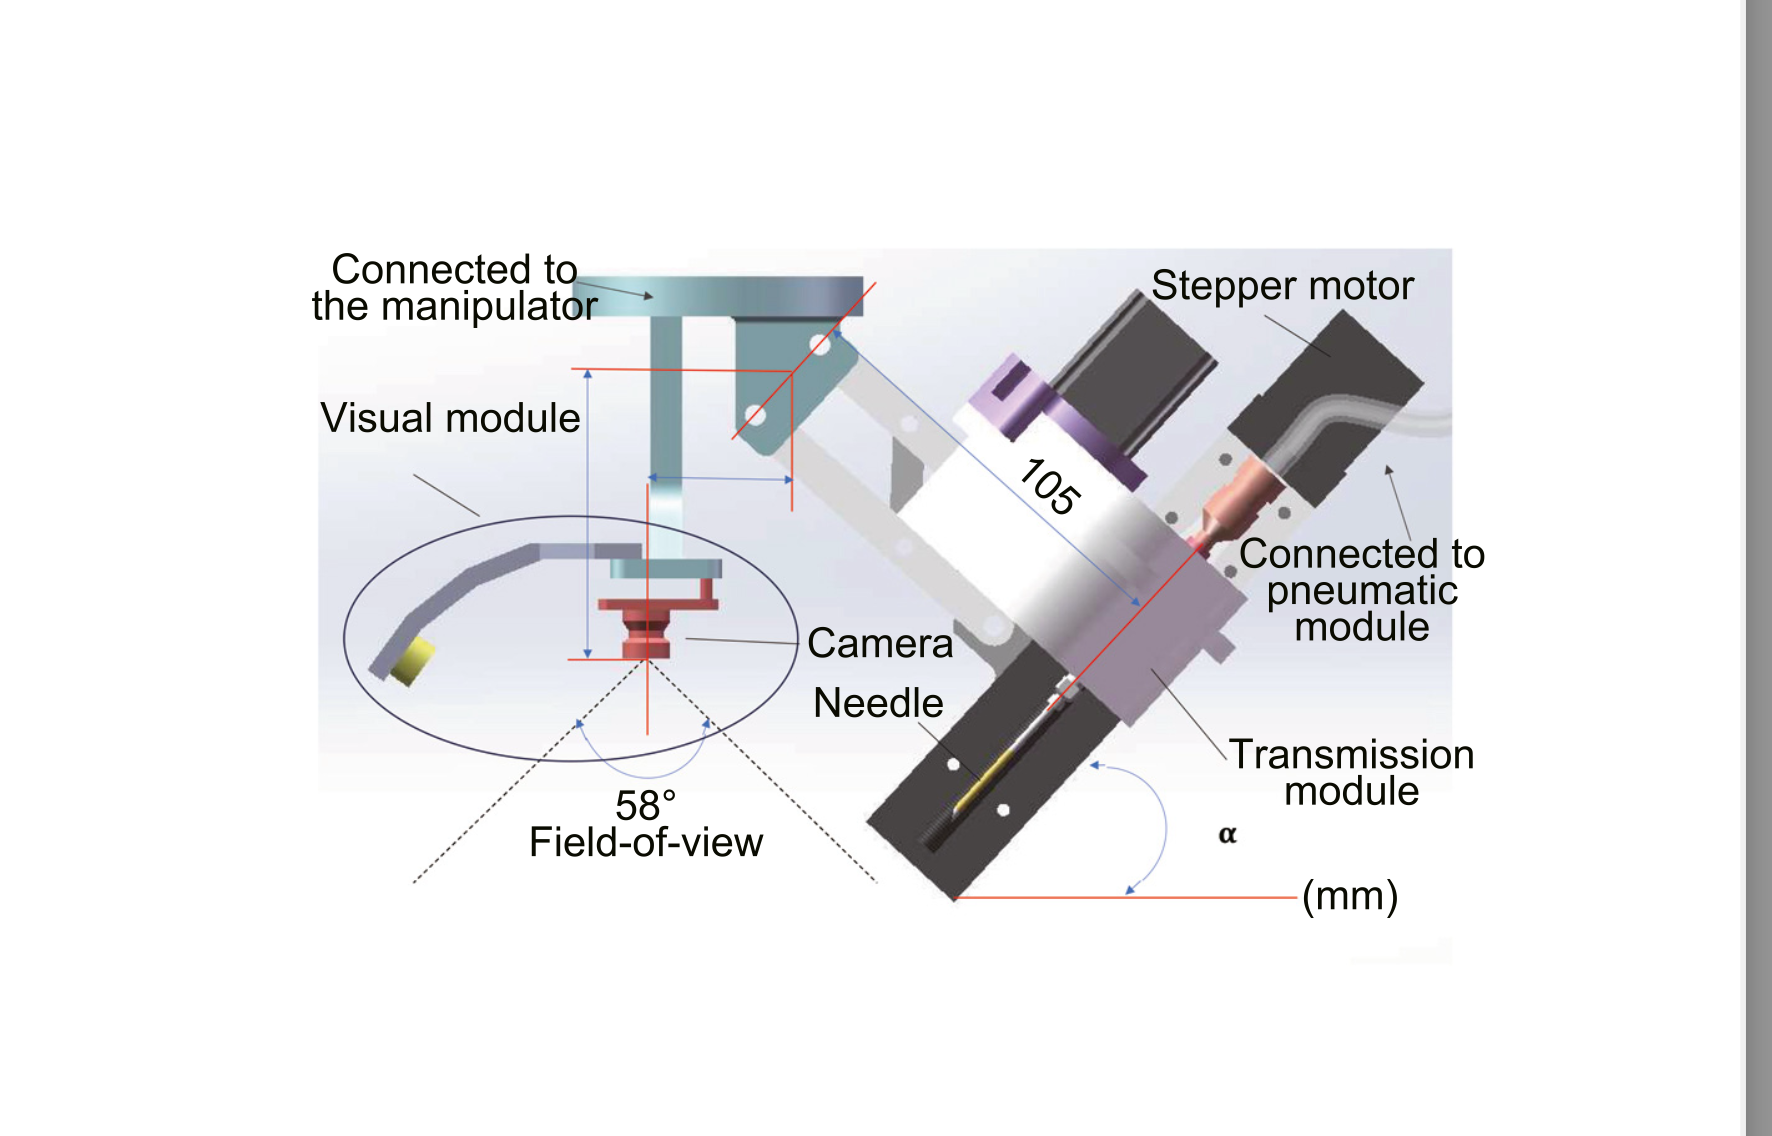 Connected to
the manipulator
Stepper motor
Visual module
105
Connected to
pneumatic
module
Camera
Needle
Transmission
module
58°
Field-of-view
α
(mm)